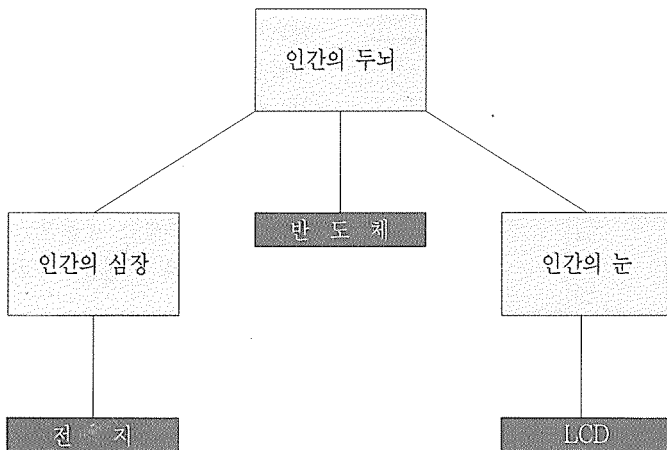 인간의 두뇌
반 도 체
인간의 심장
인간의 눈
전 지
LCD